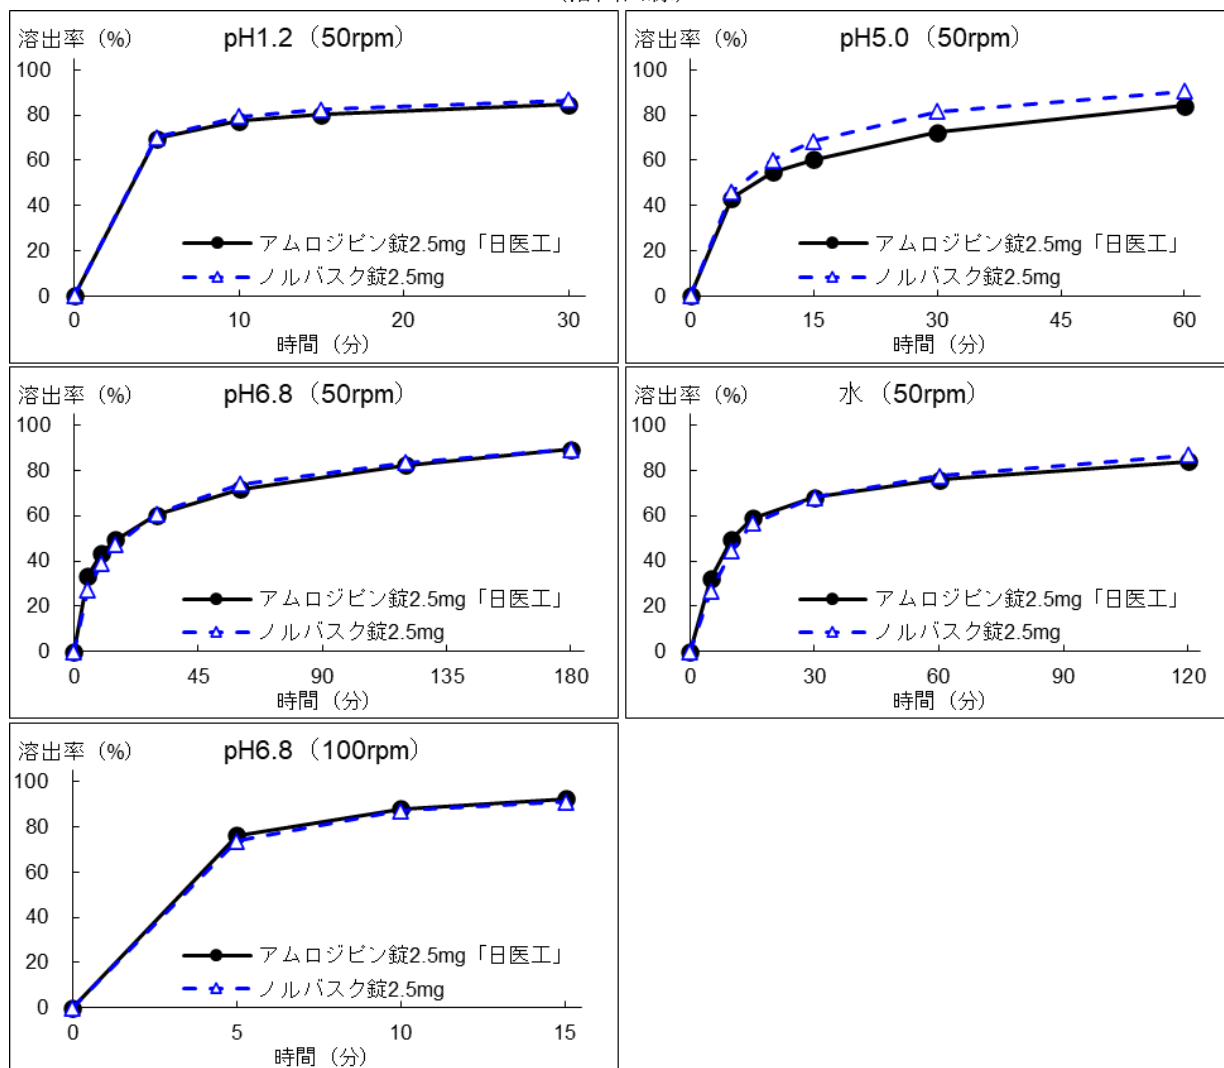 溶出率 (%)
pH1.2(50rpm)
100
80
60
40
20
0
アムロジピン錠2.5mg「日医工」
ノルバスク錠2.5mg
0 10 20 30
時間(分)
溶出率 (%)
pH5.0(50rpm)
100
80
60
40
20
0
アムロジピン錠2.5mg「日医工」
ノルバスク錠2.5mg
0 15 30 45 60
時間(分)
溶出率 (%)
pH6.8(50rpm)
100
80
60
40
20
0
アムロジピン錠2.5mg「日医工」
ノルバスク錠2.5mg
0 45 90 135 180
時間(分)
溶出率 (%)
水(50rpm)
100
80
60
40
20
0
アムロジピン錠2.5mg「日医工」
ノルバスク錠2.5mg
0 30 60 90 120
時間(分)
溶出率 (%)
pH6.8(100rpm)
100
80
60
40
20
0
アムロジピン錠2.5mg「日医工」
ノルバスク錠2.5mg
0 5 10 15
時間(分)